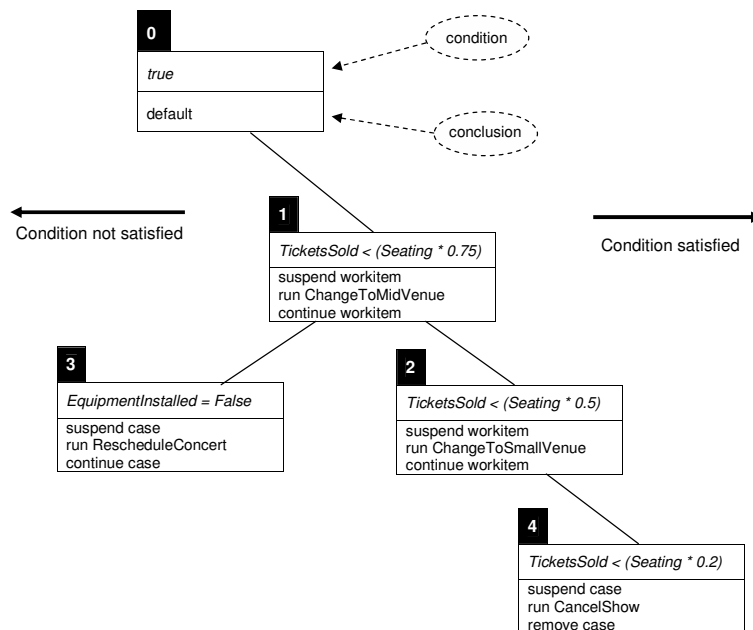 0
condition
true
default
conclusion
1
Condition not satisfied
Condition satisfied
TicketsSold < (Seating * 0.75)
suspend workitem
run ChangeToMidVenue
continue workitem
3
2
EquipmentInstalled = False
suspend case
run RescheduleConcert
continue case
TicketsSold < (Seating * 0.5)
suspend workitem
run ChangeToSmallVenue
continue workitem
4
TicketsSold < (Seating * 0.2)
suspend case
run CancelShow
remove case